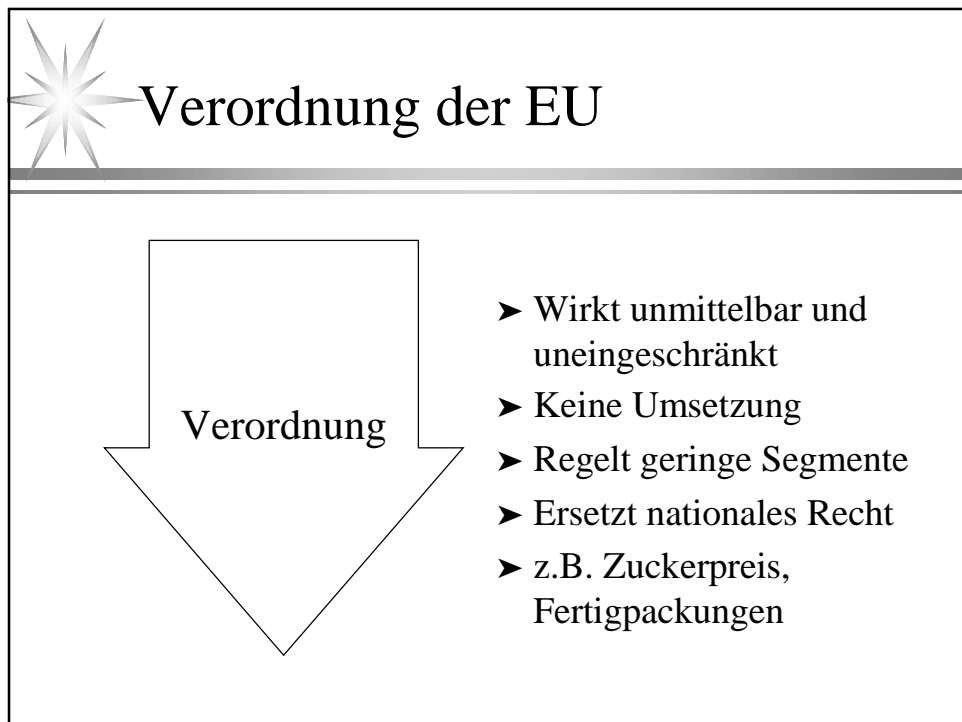 Verordnung der EU
Verordnung
➤ Wirkt unmittelbar und
uneingeschränkt
➤ Keine Umsetzung
➤ Regelt geringe Segmente
➤ Ersetzt nationales Recht
➤ z.B. Zuckerpreis,
Fertigpackungen